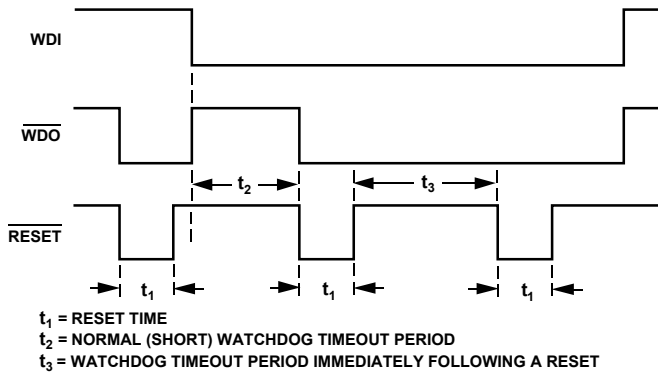 WDI
WDO
t2
t3
RESET
t1
t1
t1
t1 = RESET TIME
t2 = NORMAL (SHORT) WATCHDOG TIMEOUT PERIOD
t3 = WATCHDOG TIMEOUT PERIOD IMMEDIATELY FOLLOWING A RESET